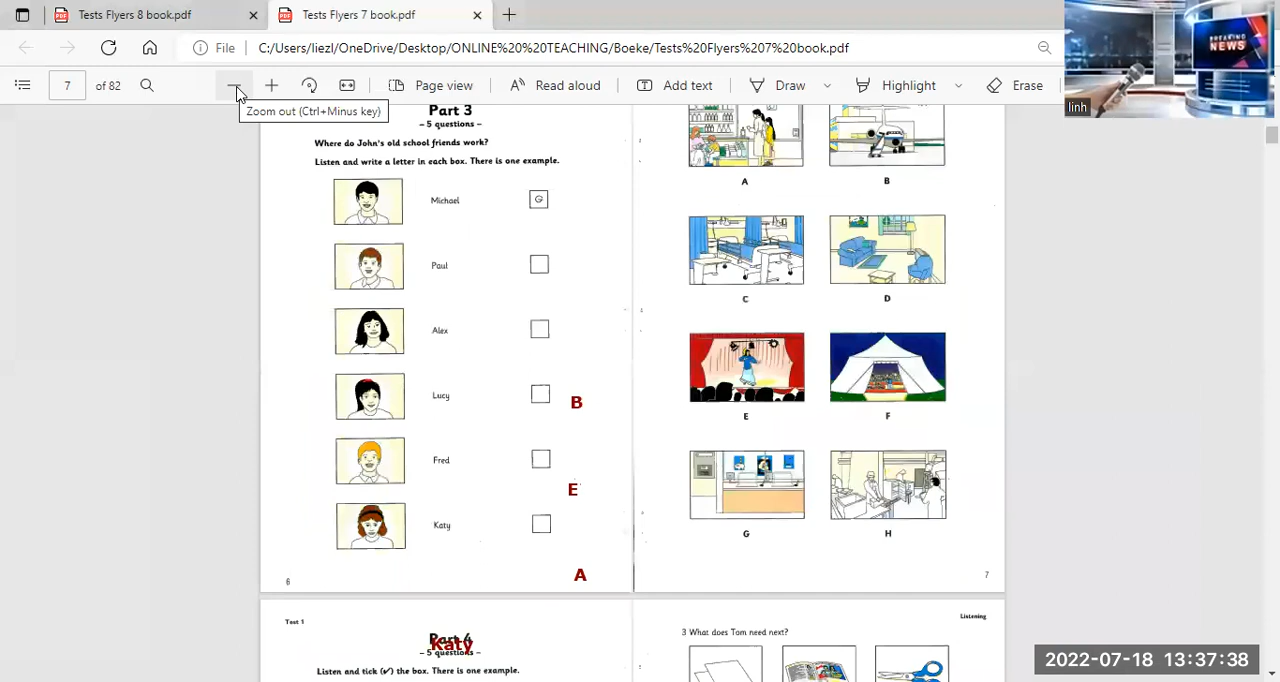 Tests Flyers 8 book.pdf
Tests Flyers 7 book.pdf
File
C:/Users/liezl/OneDrive/Desktop/ONLINE%20%20TEACHING/Boeke/Tests%20Flyers%207%20book.pdf
7 of 82
Page view
Read aloud
Add text
Draw
Highlight
Erase
Zoom out (Ctrl+Minus key)
BREAKING
NEWS
linh
Part 3
– 5 questions –
Where do John's old school friends work?
Listen and write a letter in each box. There is one example.
Michael G
Paul
Alex
Lucy
B
Fred
E
Katy
A
6
A B
C D
E F
G H
7
Test 1
Part 4
Katy
– 5 questions –
Listen and tick (✔) the box. There is one example.
Listening
3 What does Tom need next?
2022-07-18 13:37:38